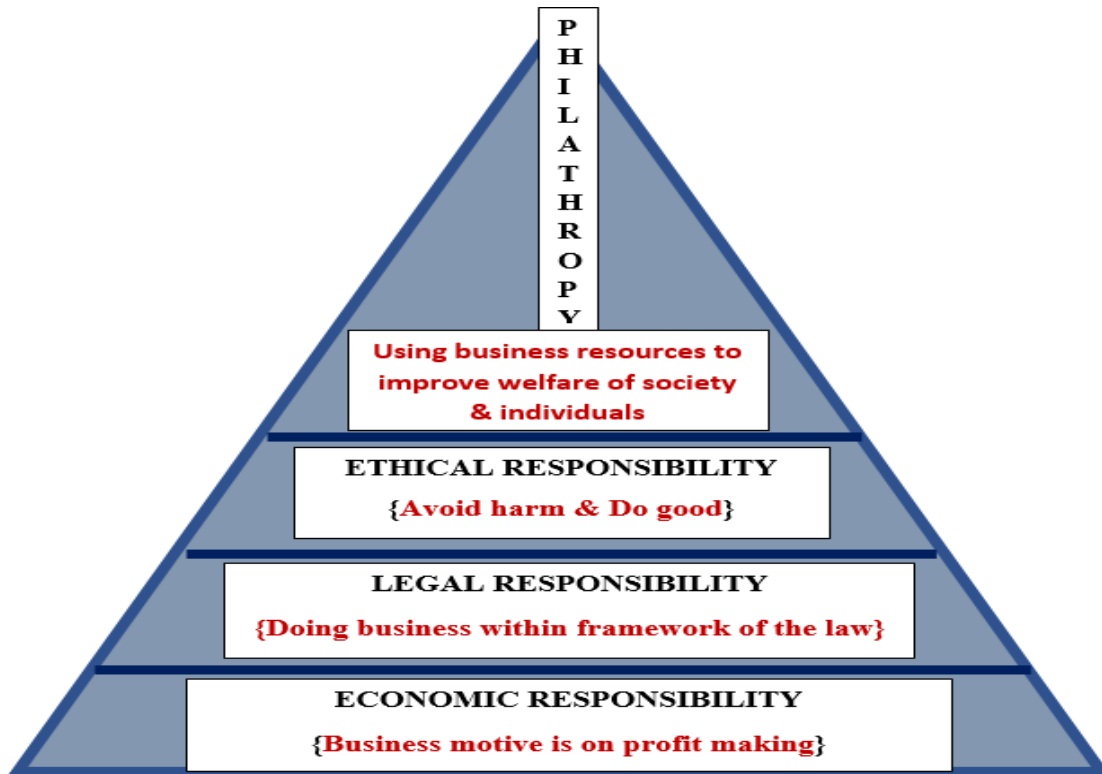 PHILATHROPY
Using business resources to
improve welfare of society
& individuals
ETHICAL RESPONSIBILITY
{Avoid harm & Do good}
LEGAL RESPONSIBILITY
{Doing business within framework of the law}
ECONOMIC RESPONSIBILITY
{Business motive is on profit making}